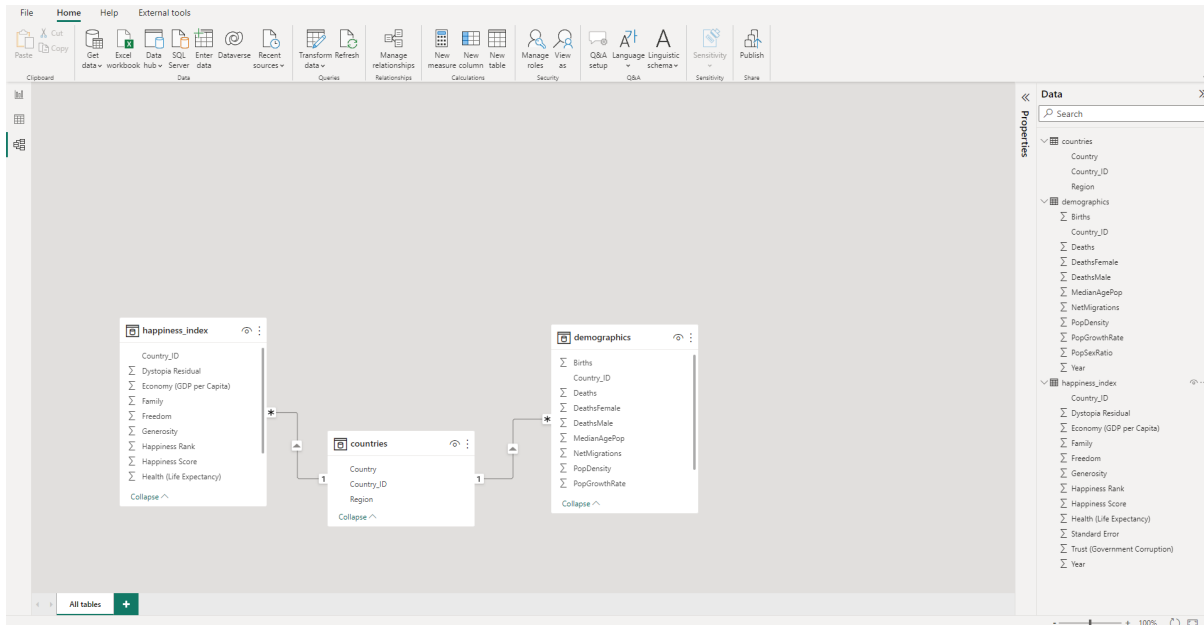 File Home Help External tools
Paste Cut Copy
Get data Excel workbook Data hub SQL Server Enter data Dataverse Recent sources Transform data Refresh Manage relationships New measure New column New table Manage roles View as Q&A setup Language Linguistic schema Sensitivity Publish
Clipboard Data Queries Relationships Calculations Security Q&A Sensitivity Share
Properties
Data
Search
countries
Country
Country_ID
Region
demographics
Births
Country_ID
Deaths
DeathsFemale
DeathsMale
MedianAgePop
NetMigrations
PopDensity
PopGrowthRate
PopSexRatio
Year
happiness_index
Country_ID
Dystopia Residual
Economy (GDP per Capita)
Family
Freedom
Generosity
Happiness Rank
Happiness Score
Health (Life Expectancy)
Standard Error
Trust (Government Corruption)
Year
happiness_index
Country_ID
Dystopia Residual
Economy (GDP per Capita)
Family
Freedom
Generosity
Happiness Rank
Happiness Score
Health (Life Expectancy)
Collapse
*
1
countries
Country
Country_ID
Region
Collapse
1
*
demographics
Births
Country_ID
Deaths
DeathsFemale
DeathsMale
MedianAgePop
NetMigrations
PopDensity
PopGrowthRate
Collapse
All tables +
- + 100%